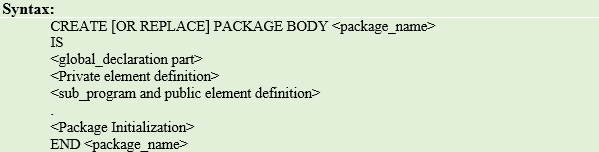 Syntax:
CREATE [OR REPLACE] PACKAGE BODY <package_name>
IS
<global_declaration part>
<Private element definition>
<sub_program and public element definition>
.
<Package Initialization>
END <package_name>